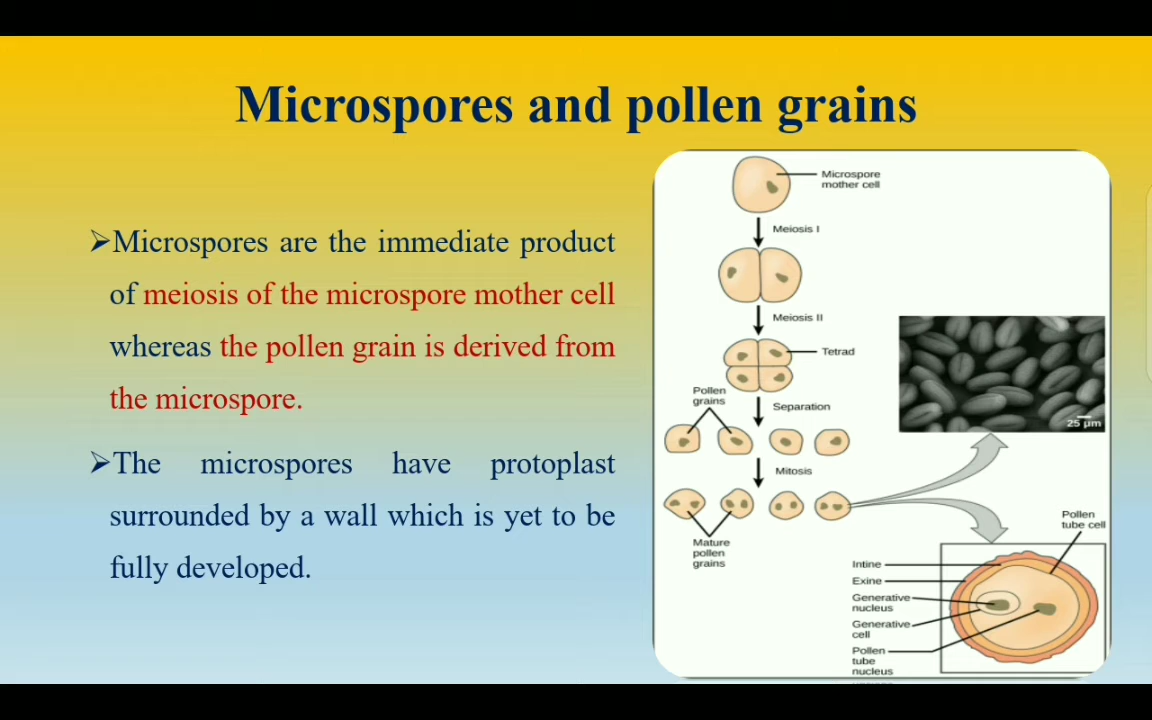 Microspores and pollen grains
➢Microspores are the immediate product
of meiosis of the microspore mother cell
whereas the pollen grain is derived from
the microspore.
➢The microspores have protoplast
surrounded by a wall which is yet to be
fully developed.
Microspore
mother cell
Meiosis I
Meiosis II
Tetrad
Pollen
grains
Separation
Mitosis
Mature
pollen
grains
25 µm
Pollen
tube cell
Intine
Exine
Generative
nucleus
Generative
cell
Pollen
tube
nucleus